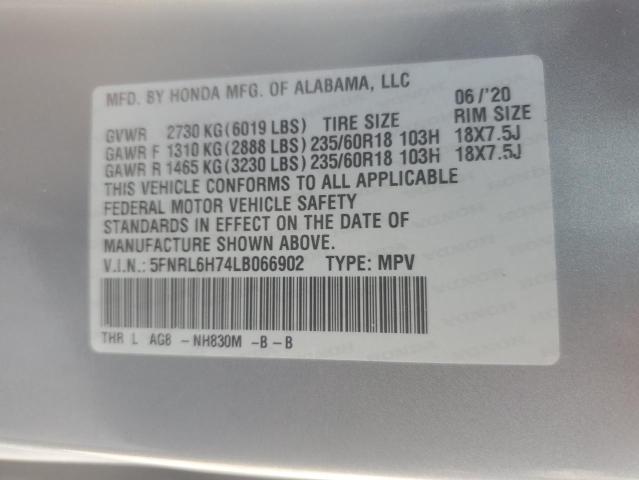 MFD. BY HONDA MFG. OF ALABAMA, LLC
06/'20
GVWR 2730 KG(6019 LBS) TIRE SIZE RIM SIZE
GAWR F 1310 KG(2888 LBS) 235/60R18 103H 18X7.5J
GAWR R 1465 KG(3230 LBS) 235/60R18 103H 18X7.5J
THIS VEHICLE CONFORMS TO ALL APPLICABLE
FEDERAL MOTOR VEHICLE SAFETY
STANDARDS IN EFFECT ON THE DATE OF
MANUFACTURE SHOWN ABOVE.
V.I.N.: 5FNRL6H74LB066902 TYPE: MPV
THR L AG8 - NH830M - B - B